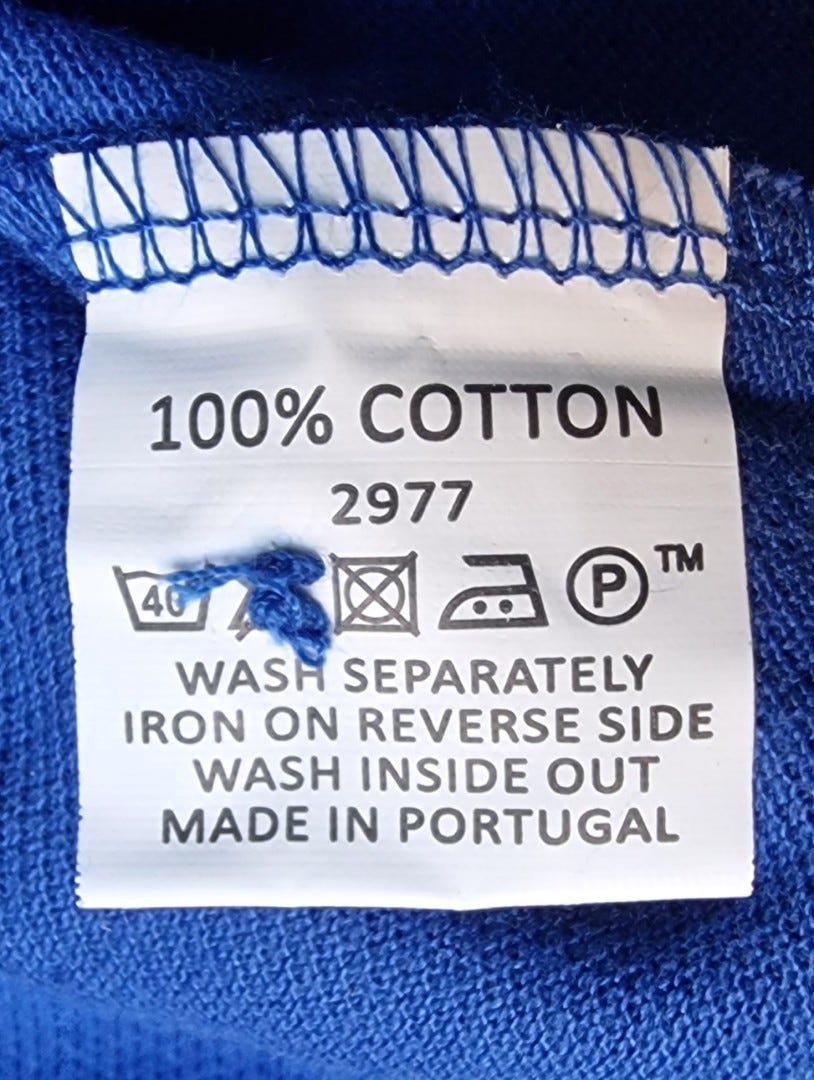 100% COTTON
2977
40 P ™
WASH SEPARATELY
IRON ON REVERSE SIDE
WASH INSIDE OUT
MADE IN PORTUGAL